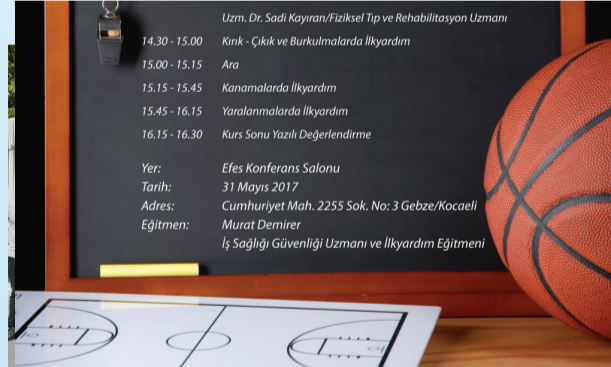 Uzm. Dr. Sadi Kayıran/Fiziksel Tıp ve Rehabilitasyon Uzmanı
14.30 - 15.00 Kırık - Çıkık ve Burkulmalarda İlkyardım
15.00 - 15.15 Ara
15.15 - 15.45 Kanamalarda İlkyardım
15.45 - 16.15 Yaralanmalarda İlkyardım
16.15 - 16.30 Kurs Sonu Yazılı Değerlendirme
Yer: Efes Konferans Salonu
Tarih: 31 Mayıs 2017
Adres: Cumhuriyet Mah. 2255 Sok. No: 3 Gebze/Kocaeli
Eğitmen: Murat Demirer
İş Sağlığı Güvenliği Uzmanı ve İlkyardım Eğitmeni